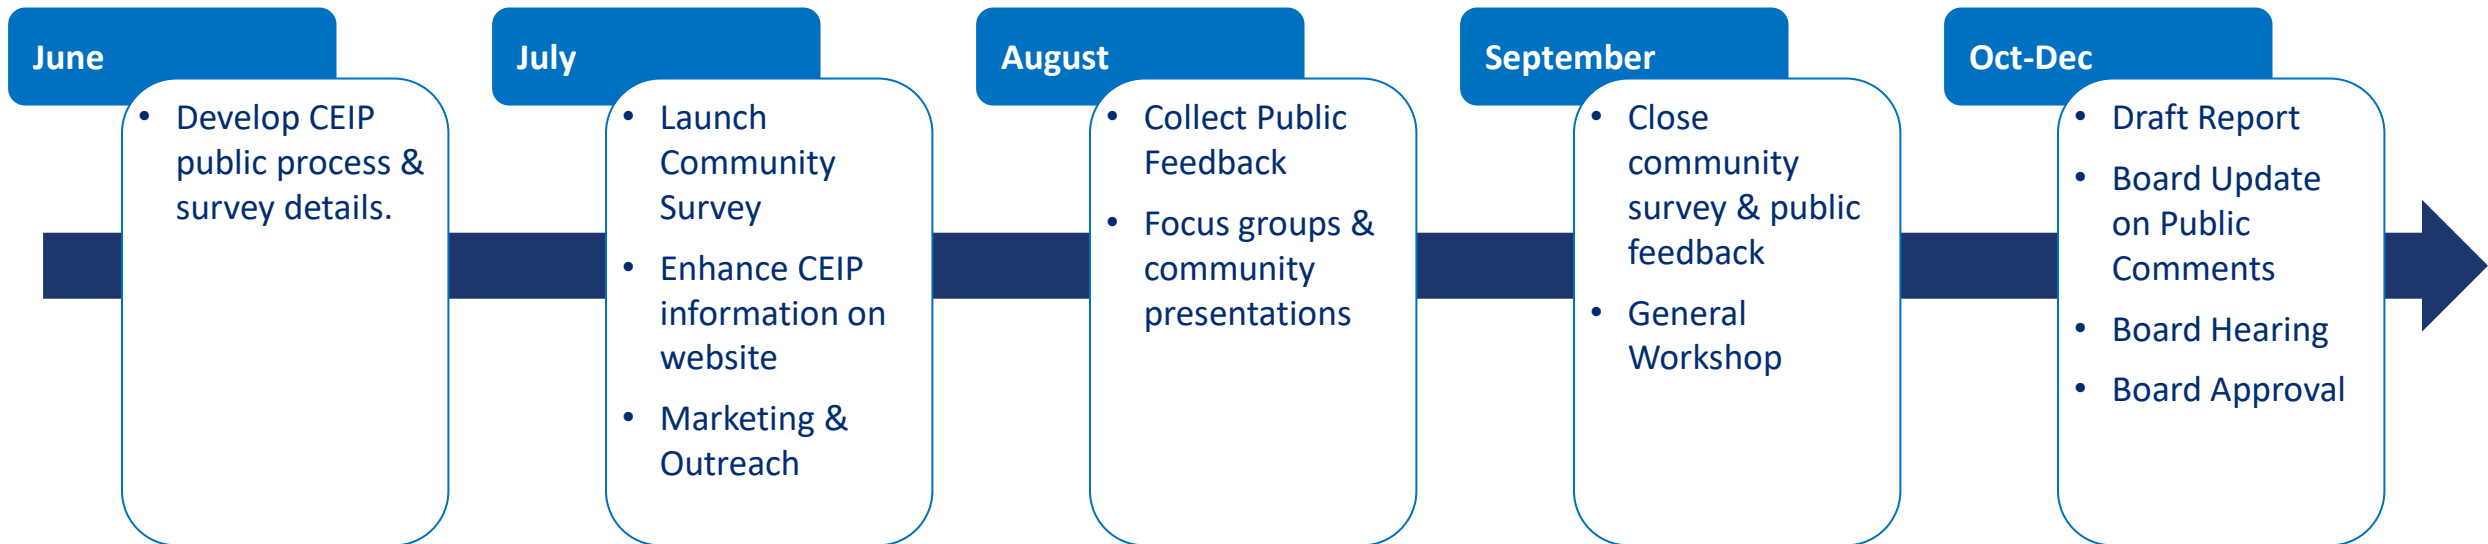 June
• Develop CEIP
public process &
survey details.
July
• Launch
Community
Survey
• Enhance CEIP
information on
website
• Marketing &
Outreach
August
• Collect Public
Feedback
• Focus groups &
community
presentations
September
• Close
community
survey & public
feedback
• General
Workshop
Oct-Dec
• Draft Report
• Board Update
on Public
Comments
• Board Hearing
• Board Approval